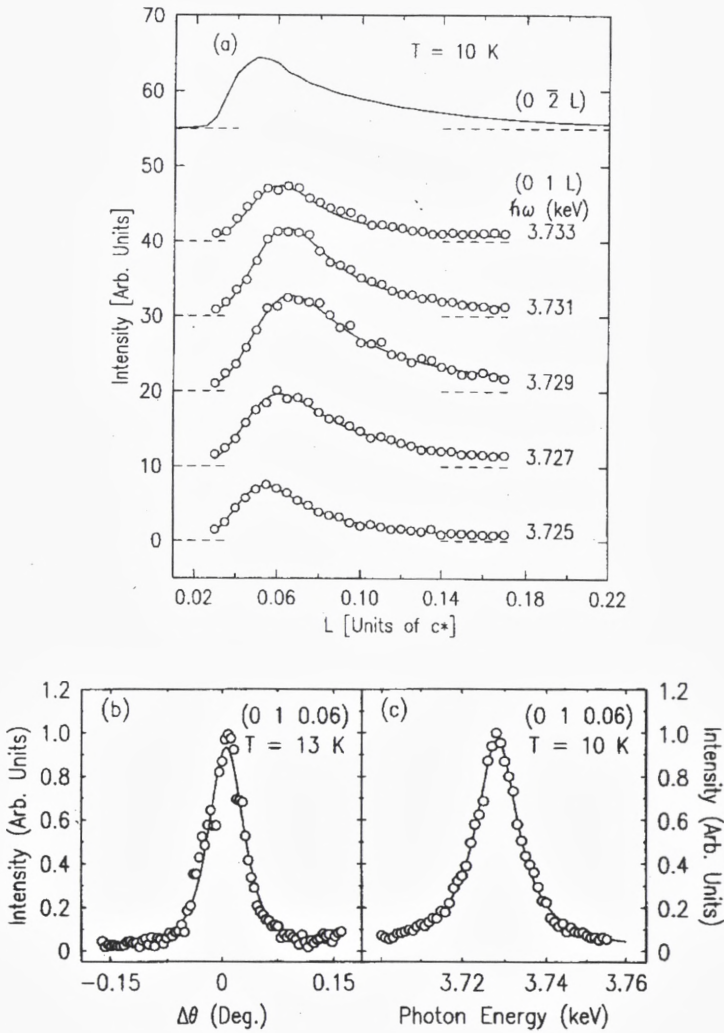 70
(a)
T = 10 K
60
(0 2̅ L)
50
(0 1 L)
ħω (keV)
40
3.733
30
3.731
20
3.729
10
3.727
0
3.725
Intensity [Arb. Units]
0.02 0.06 0.10 0.14 0.18 0.22
L [Units of c*]
(b)
(0 1 0.06)
T = 13 K
1.2
1.0
0.8
0.6
0.4
0.2
0
Intensity (Arb. Units)
-0.15 0 0.15
Δθ (Deg.)
(c)
(0 1 0.06)
T = 10 K
1.2
1.0
0.8
0.6
0.4
0.2
0
Intensity (Arb. Units)
3.72 3.74 3.76
Photon Energy (keV)